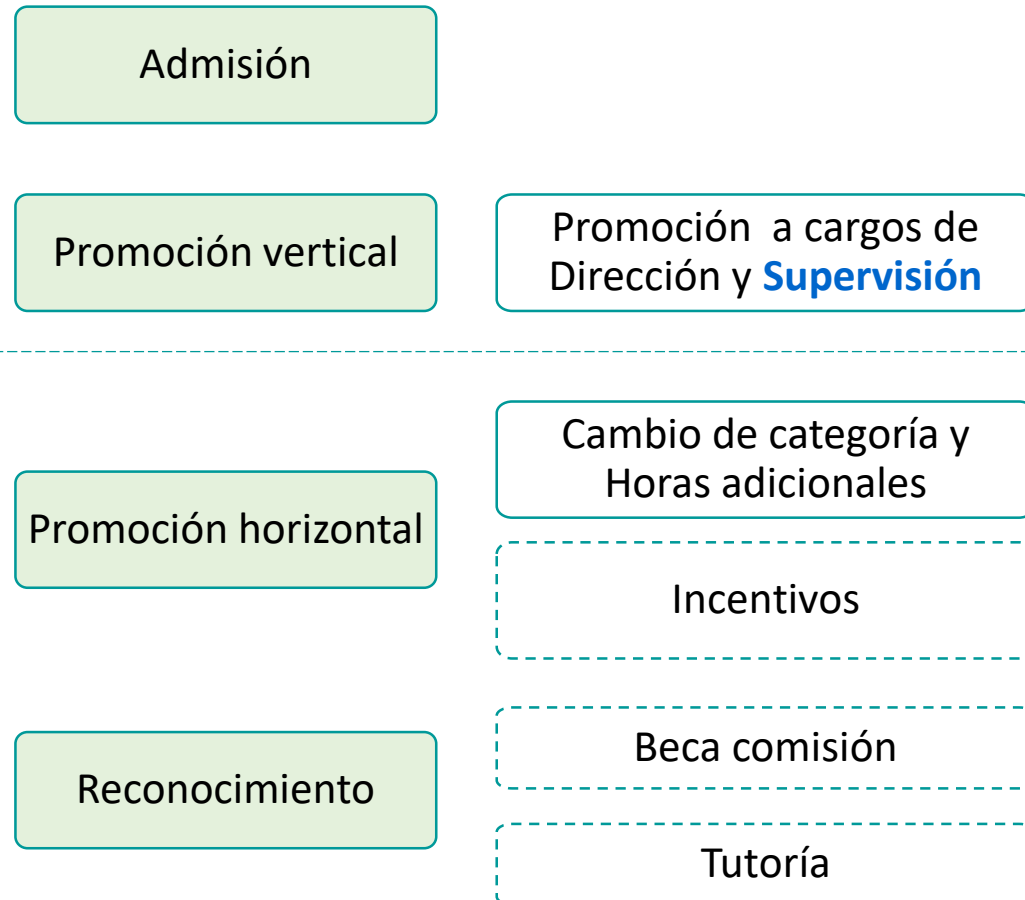 Admisión
Promoción vertical
Promoción a cargos de
Dirección y Supervisión
Promoción horizontal
Cambio de categoría y
Horas adicionales
Incentivos
Reconocimiento
Beca comisión
Tutoría